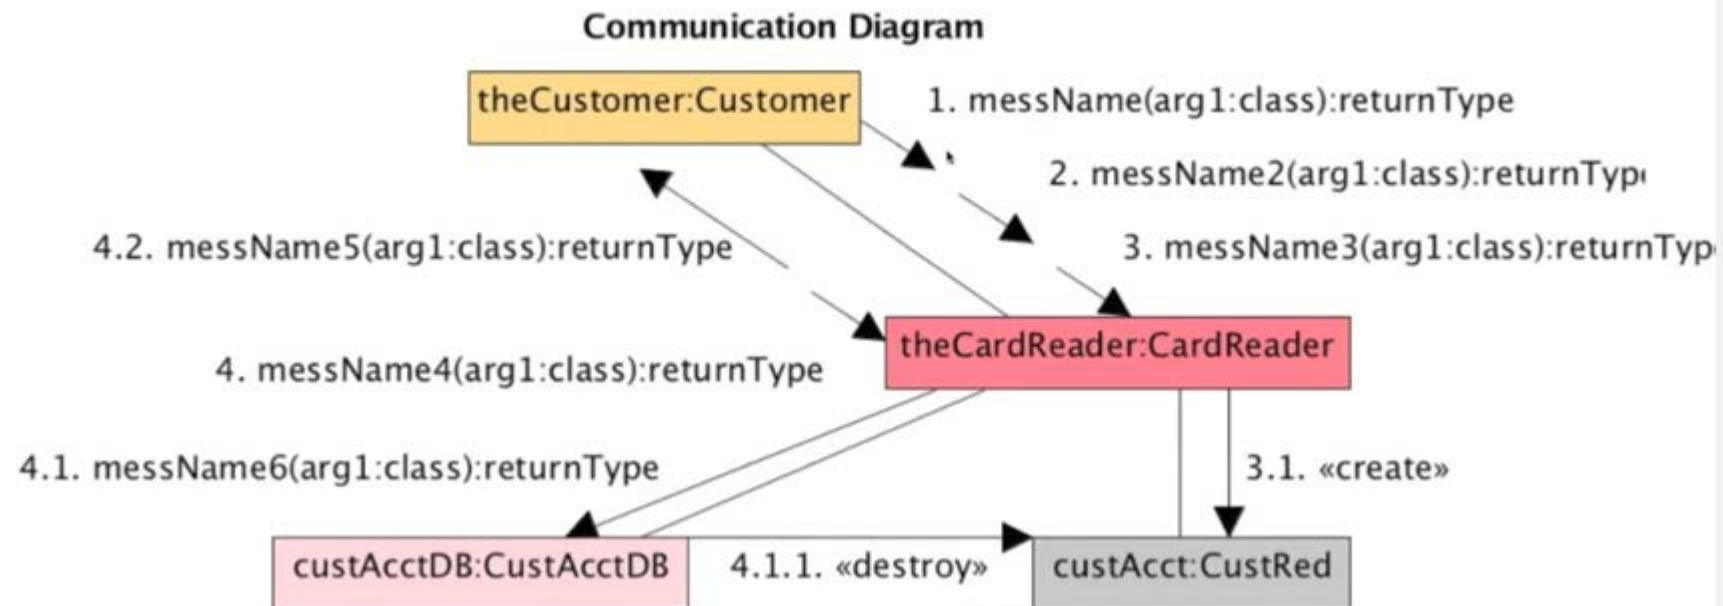 Communication Diagram
theCustomer:Customer
1. messName(arg1:class):returnType
2. messName2(arg1:class):returnTyp
4.2. messName5(arg1:class):returnType
3. messName3(arg1:class):returnTyp
theCardReader:CardReader
4. messName4(arg1:class):returnType
4.1. messName6(arg1:class):returnType
3.1. «create»
custAcctDB:CustAcctDB
4.1.1. «destroy»
custAcct:CustRed